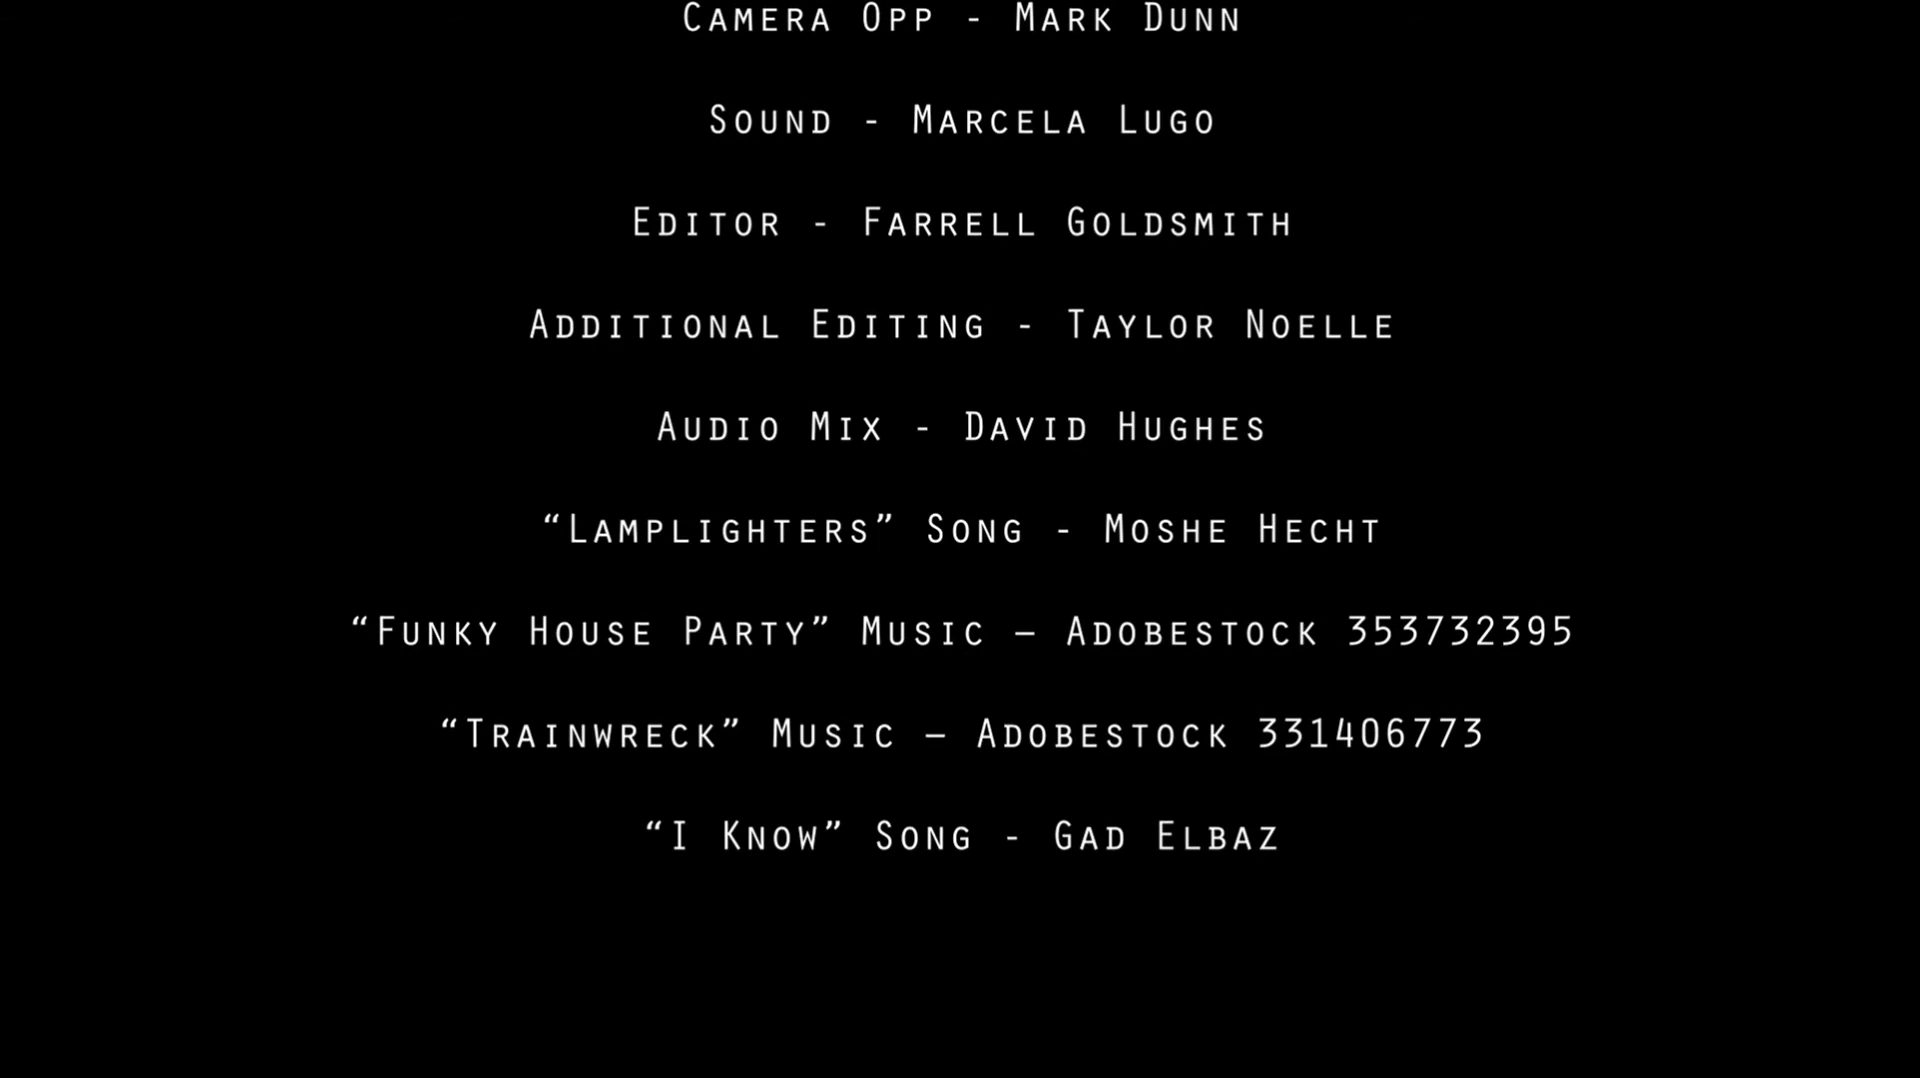 Camera Opp - Mark Dunn
Sound - Marcela Lugo
Editor - Farrell Goldsmith
Additional Editing - Taylor Noelle
Audio Mix - David Hughes
“Lamplighters” Song - Moshe Hecht
“Funky House Party” Music – Adobestock 353732395
“Trainwreck” Music – Adobestock 331406773
“I Know” Song - Gad Elbaz